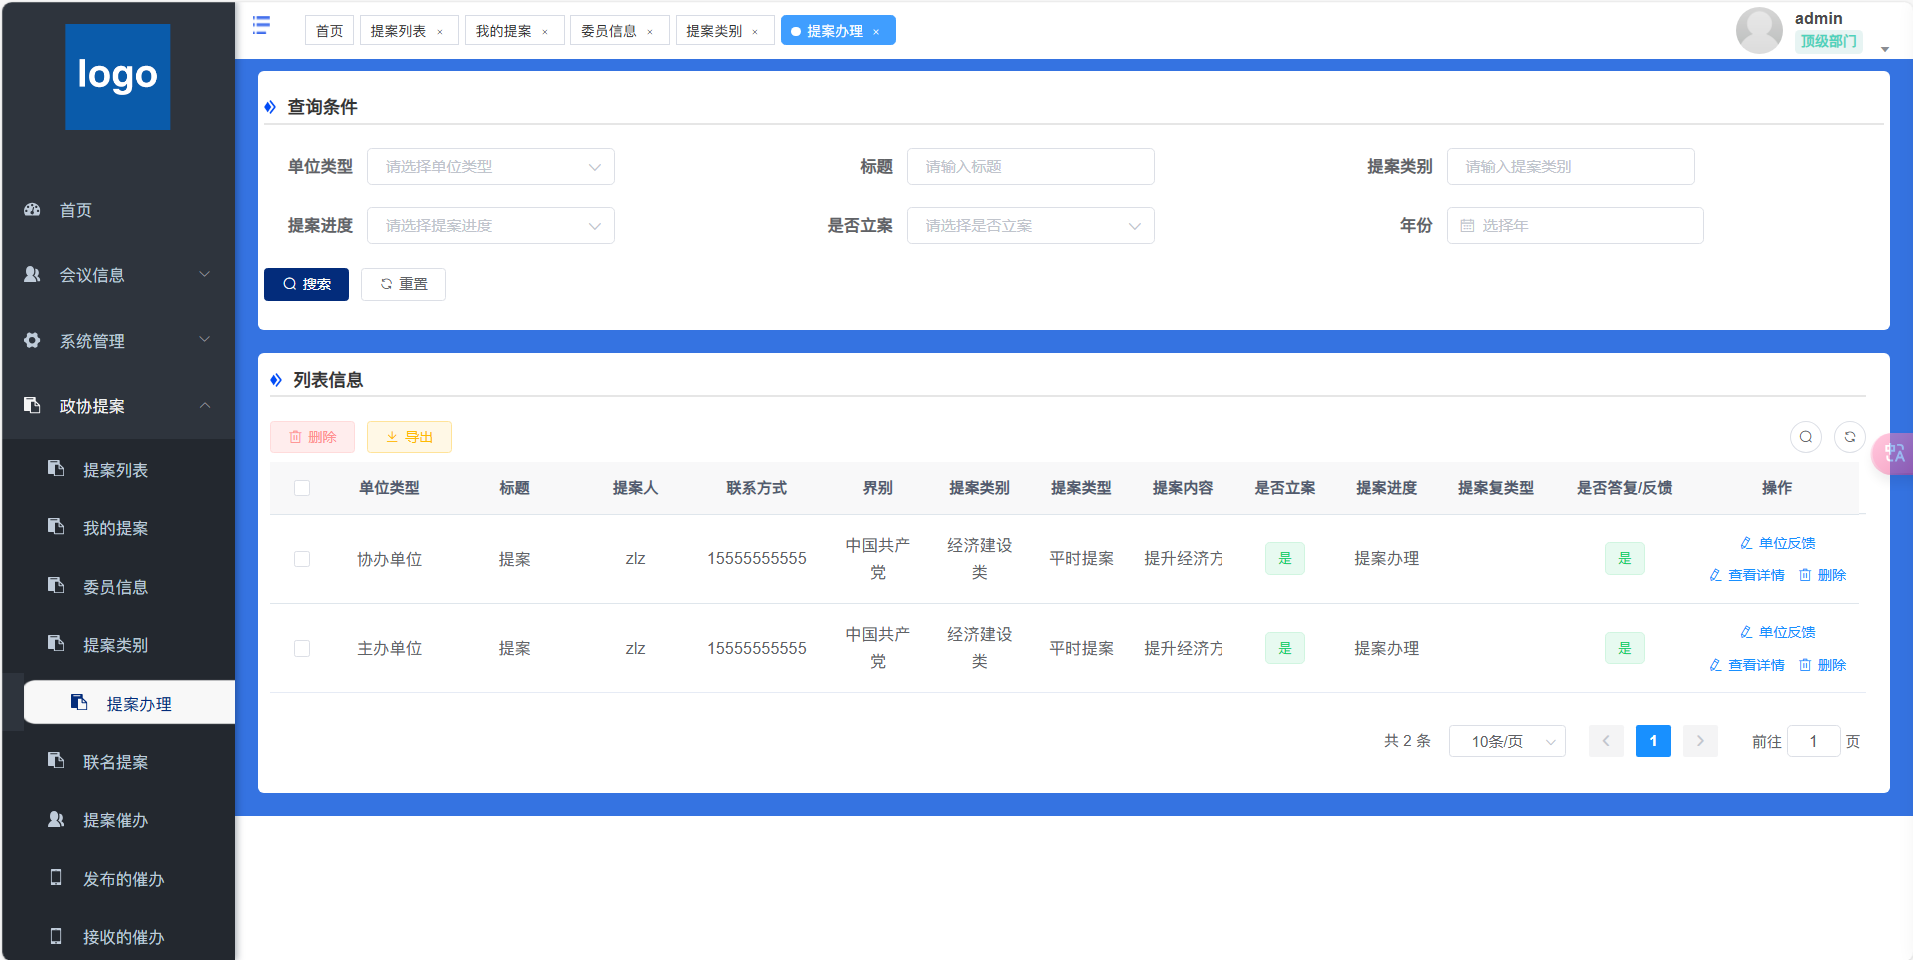 logo
首页
会议信息
系统管理
政协提案
提案列表
我的提案
委员信息
提案类别
提案办理
联名提案
提案催办
发布的催办
接收的催办
首页 提案列表 × 我的提案 × 委员信息 × 提案类别 × 提案办理 ×
admin
顶级部门
查询条件
单位类型 请选择单位类型 标题 请输入标题 提案类别 请输入提案类别
提案进度 请选择提案进度 是否立案 请选择是否立案 年份 选择年
搜索 重置
列表信息
删除 导出
单位类型 标题 提案人 联系方式 界别 提案类别 提案类型 提案内容 是否立案 提案进度 提案复类型 是否答复/反馈 操作
协办单位 提案 zlz 15555555555 中国共产党 经济建设类 平时提案 提升经济方 是 提案办理 是 单位反馈
查看详情 删除
主办单位 提案 zlz 15555555555 中国共产党 经济建设类 平时提案 提升经济方 是 提案办理 是 单位反馈
查看详情 删除
共 2 条 10条/页 1 前往 1 页
中A